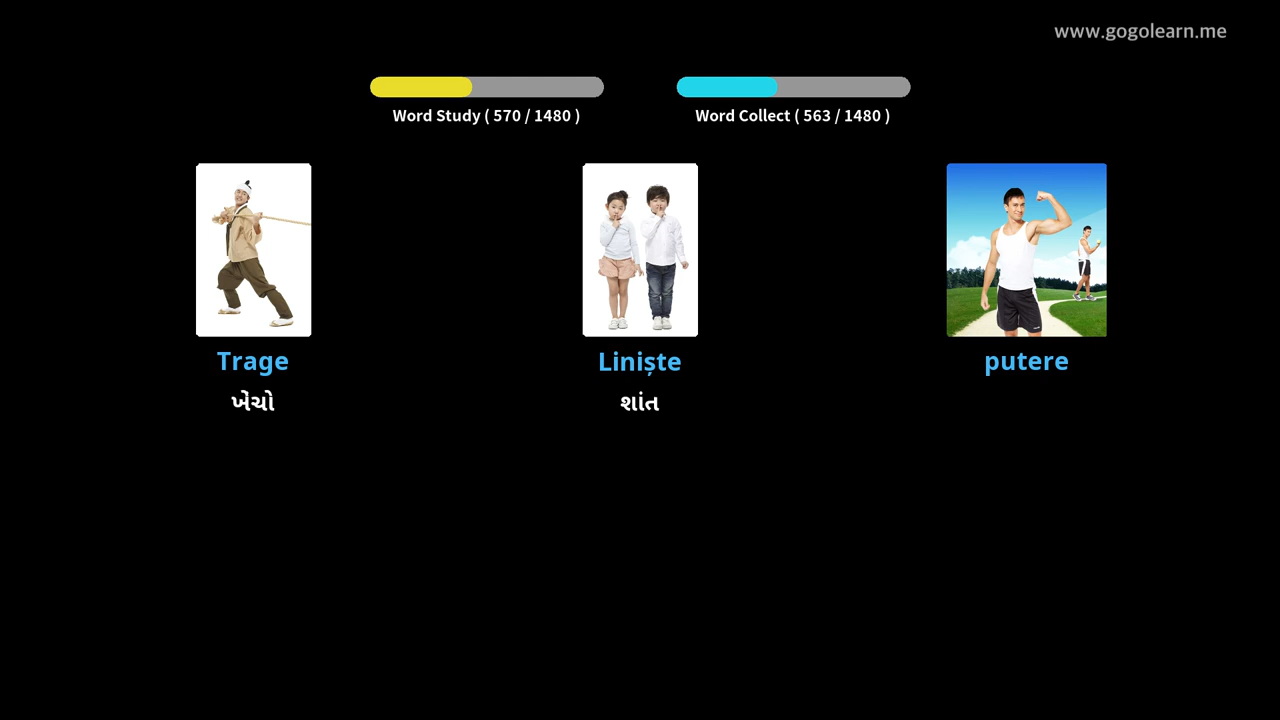 www.gogolearn.me
Word Study ( 570 / 1480 )
Word Collect ( 563 / 1480 )
Trage
Liniște
putere
ખેચો
શાંત